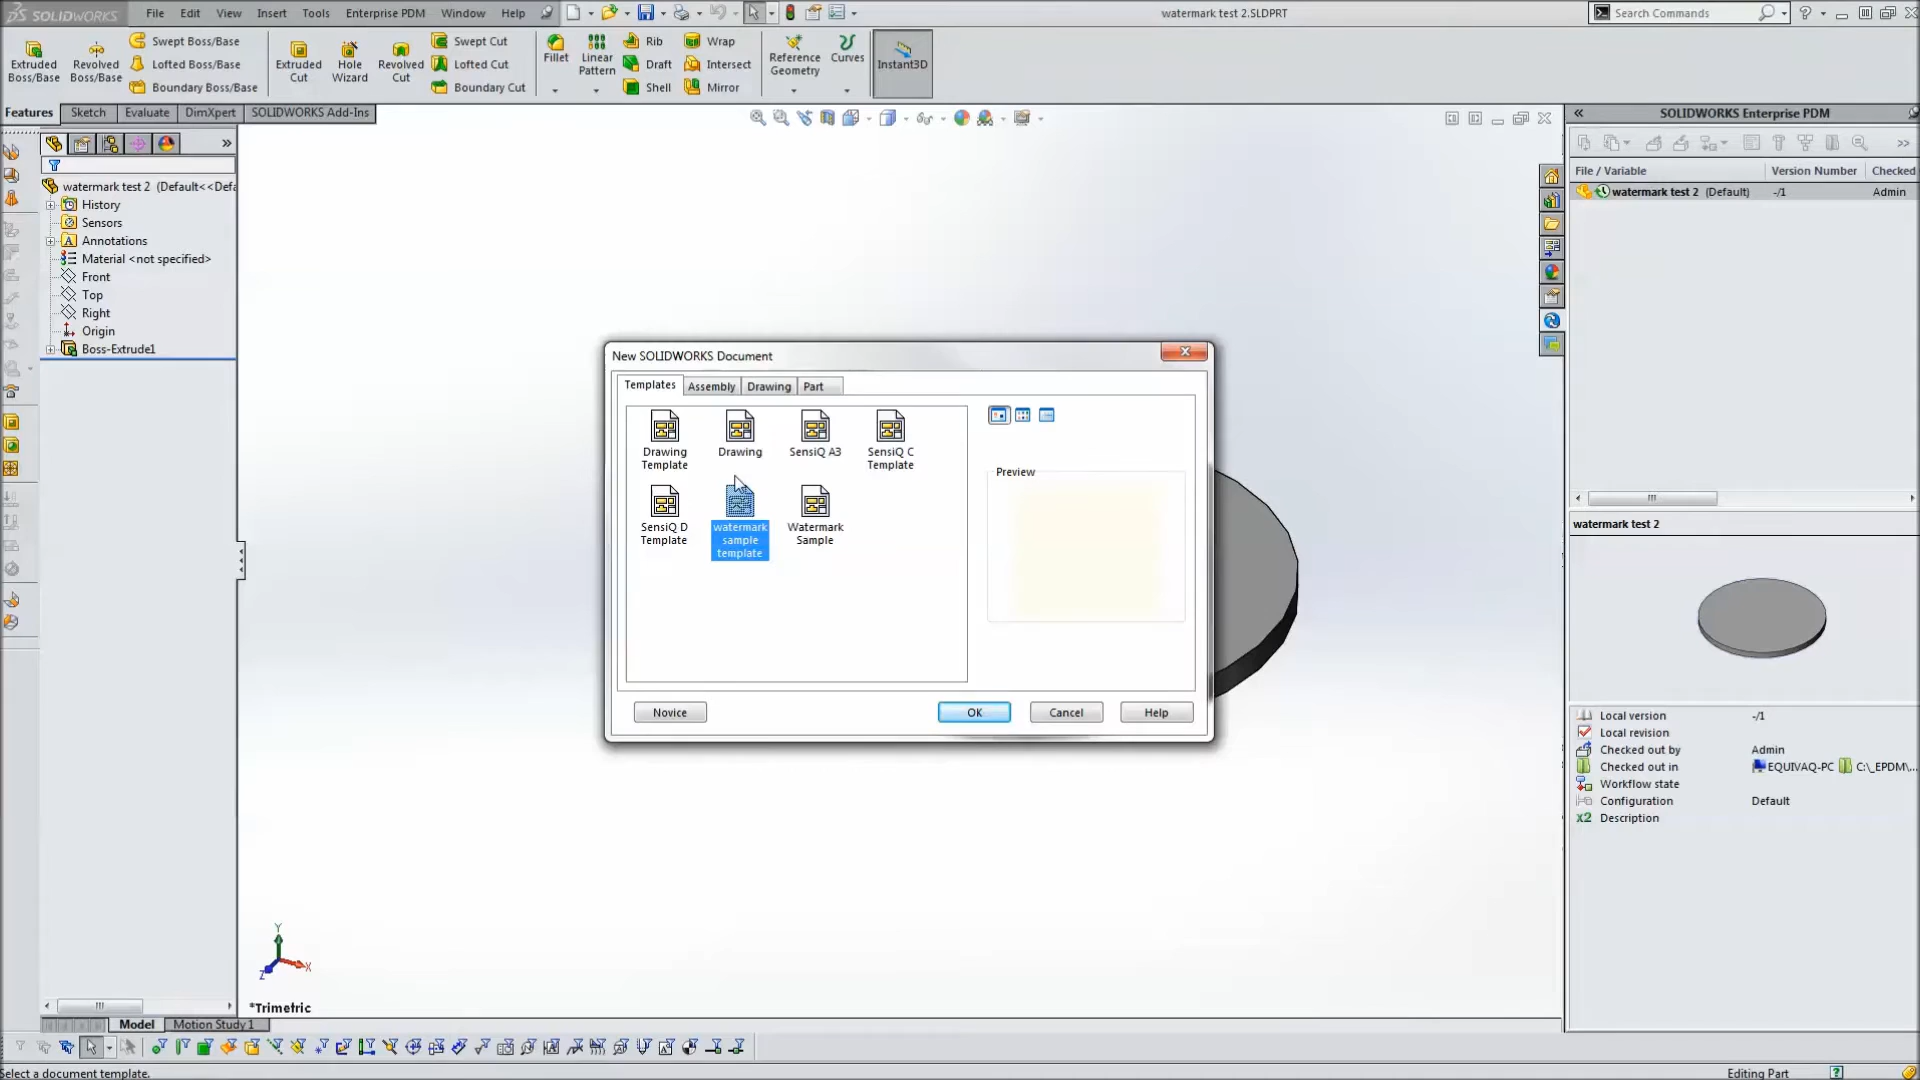 SOLIDWORKS
File
Edit
View
Insert
Tools
Enterprise PDM
Window
Help
watermark test 2.SLDPRT
Search Commands
Extruded Boss/Base
Revolved Boss/Base
Swept Boss/Base
Lofted Boss/Base
Boundary Boss/Base
Extruded Cut
Hole Wizard
Revolved Cut
Swept Cut
Lofted Cut
Boundary Cut
Fillet
Linear Pattern
Rib
Draft
Shell
Wrap
Intersect
Mirror
Reference Geometry
Curves
Instant3D
Features
Sketch
Evaluate
DimXpert
SOLIDWORKS Add-Ins
watermark test 2 (Default<<Defa
History
Sensors
Annotations
Material <not specified>
Front
Top
Right
Origin
Boss-Extrude1
New SOLIDWORKS Document
Templates
Assembly
Drawing
Part
Drawing Template
Drawing
SensiQ A3
SensiQ C Template
SensiQ D Template
watermark sample template
Watermark Sample
Preview
Novice
OK
Cancel
Help
SOLIDWORKS Enterprise PDM
File / Variable
Version Number
Checked
watermark test 2 (Default)
-/1
Admin
watermark test 2
Local version
-/1
Local revision
Checked out by
Admin
Checked out in
EQUIVAQ-PC
C:\_EPDM\...
Workflow state
Configuration
Default
x2 Description
Y
X
Z
*Trimetric
Model
Motion Study 1
Select a document template.
Editing Part